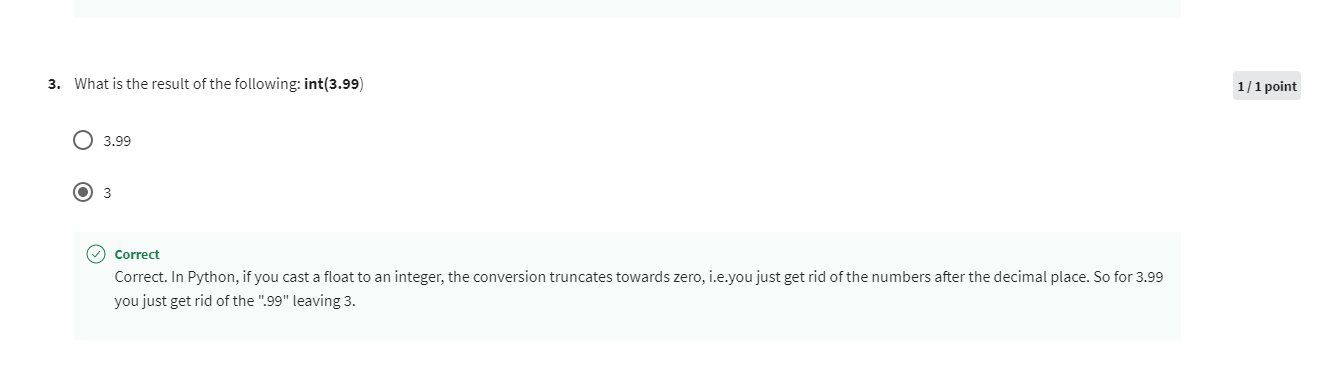 3. What is the result of the following: int(3.99)
1 / 1 point
3.99
3
Correct
Correct. In Python, if you cast a float to an integer, the conversion truncates towards zero, i.e.you just get rid of the numbers after the decimal place. So for 3.99
you just get rid of the ".99" leaving 3.